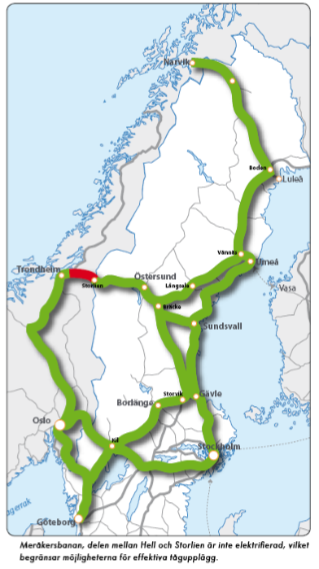 Narvik
Boden
Luleå
Vännäs
Umeå
Trondheim
Storlien
Östersund
Långsele
Vasa
Bräcke
Sundsvall
Storvik
Gävle
Borlänge
Oslo
Kil
Stockholm
Göteborg
Meråkersbanan, delen mellan Hell och Storlien är inte elektrifierad, vilket
begränsar möjligheterna för effektiva tågupplägg.